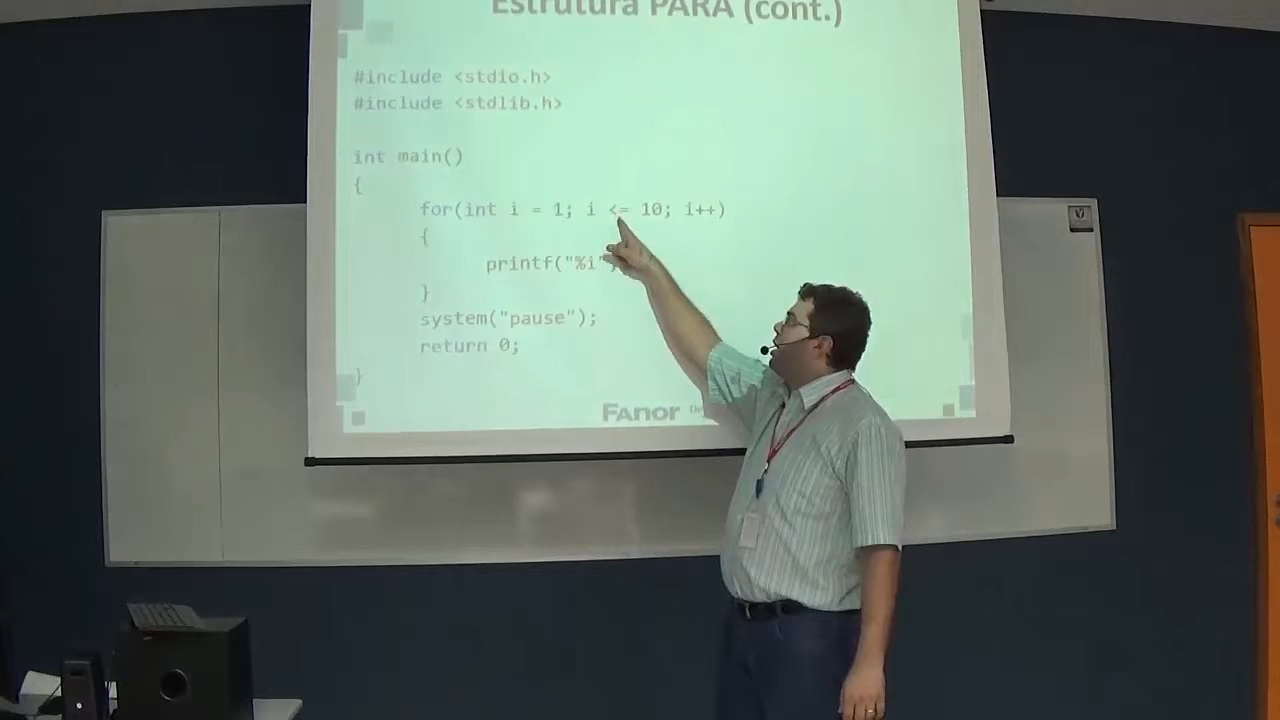 Estrutura PARA (cont.)
#include <stdio.h>
#include <stdlib.h>
int main()
{
for(int i = 1; i <= 10; i++)
{
printf("%i"
}
system("pause");
return 0;
}
Fanor